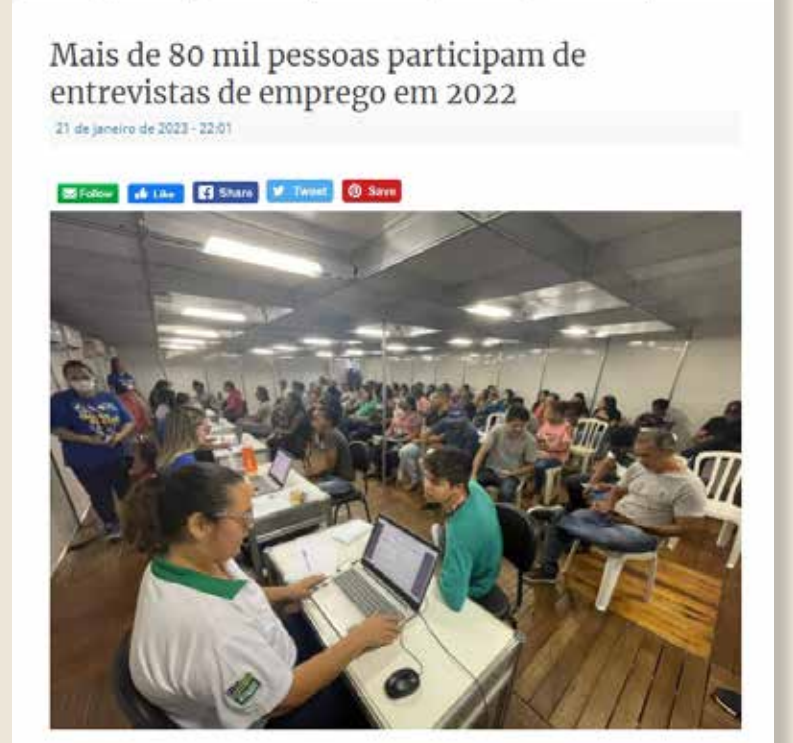 Mais de 80 mil pessoas participam de
entrevistas de emprego em 2022
21 de janeiro de 2023 - 22:01
Follow Like Share Tweet Save